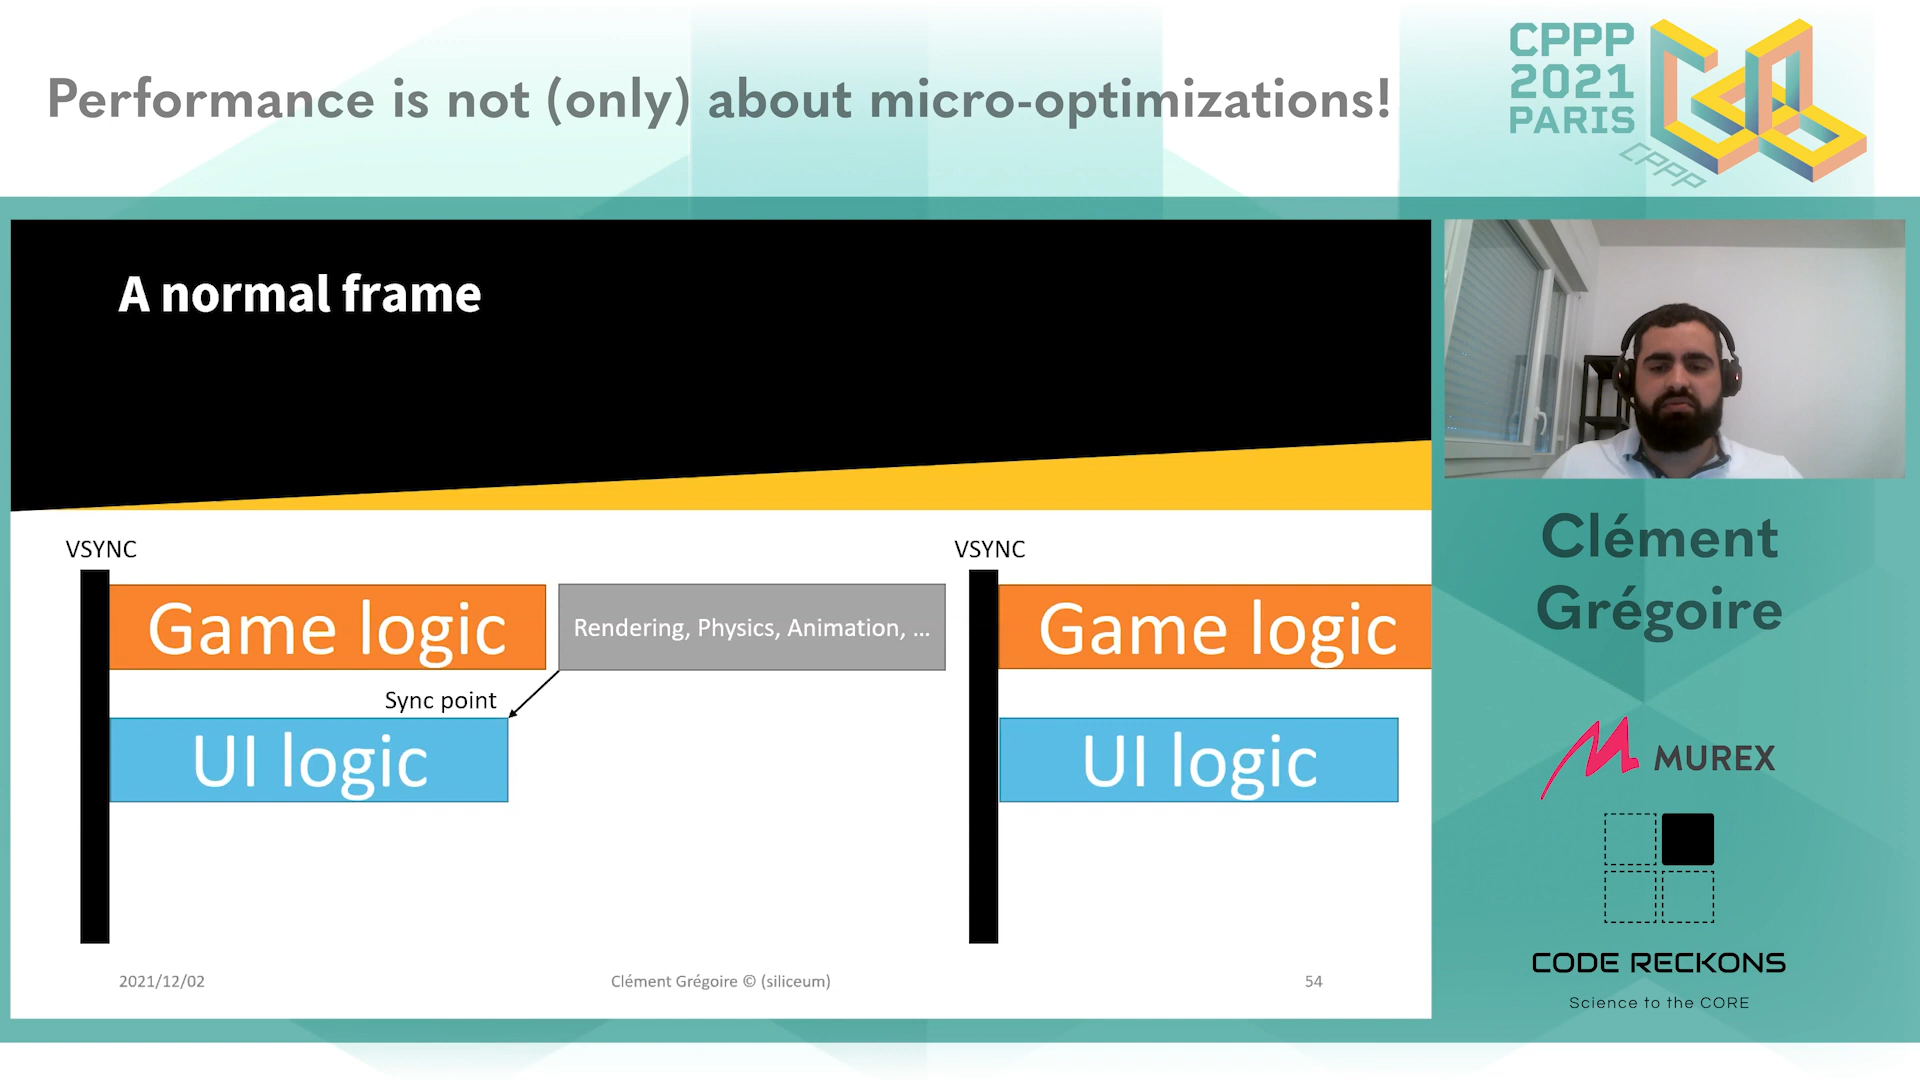 Performance is not (only) about micro-optimizations!
CPPP
2021
PARIS
CPPP
A normal frame
VSYNC
VSYNC
Game logic
Rendering, Physics, Animation, ...
Game logic
Sync point
UI logic
UI logic
2021/12/02
Clément Grégoire © (siliceum)
54
Clément
Grégoire
MUREX
CODE RECKONS
Science to the CORE